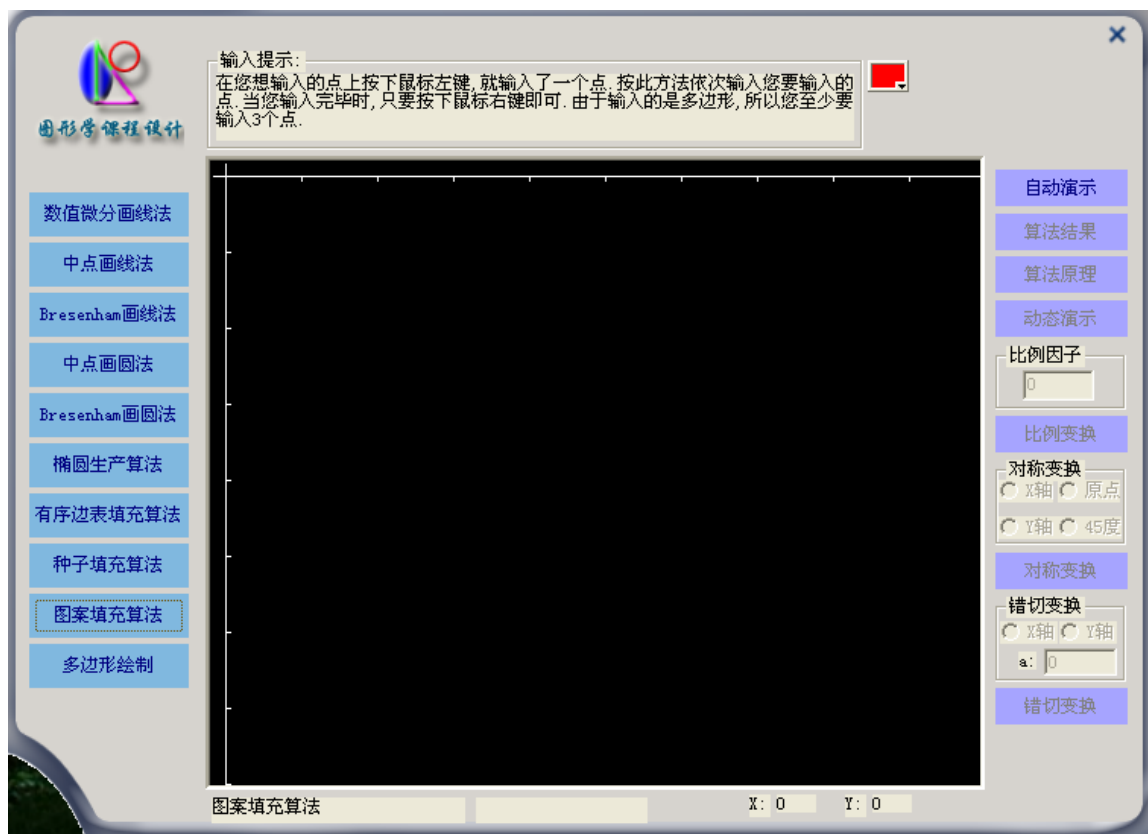 输入提示:
在您想输入的点上按下鼠标左键,就输入了一个点.按此方法依次输入您要输入的
点.当您输入完毕时,只要按下鼠标右键即可.由于输入的是多边形,所以您至少要
输入3个点.
图形学课程设计
数值微分画线法
中点画线法
Bresenham画线法
中点画圆法
Bresenham画圆法
椭圆生产算法
有序边表填充算法
种子填充算法
图案填充算法
多边形绘制
自动演示
算法结果
算法原理
动态演示
比例因子
0
比例变换
对称变换
X轴 原点
Y轴 45度
对称变换
错切变换
X轴 Y轴
a: 0
错切变换
图案填充算法 X: 0 Y: 0